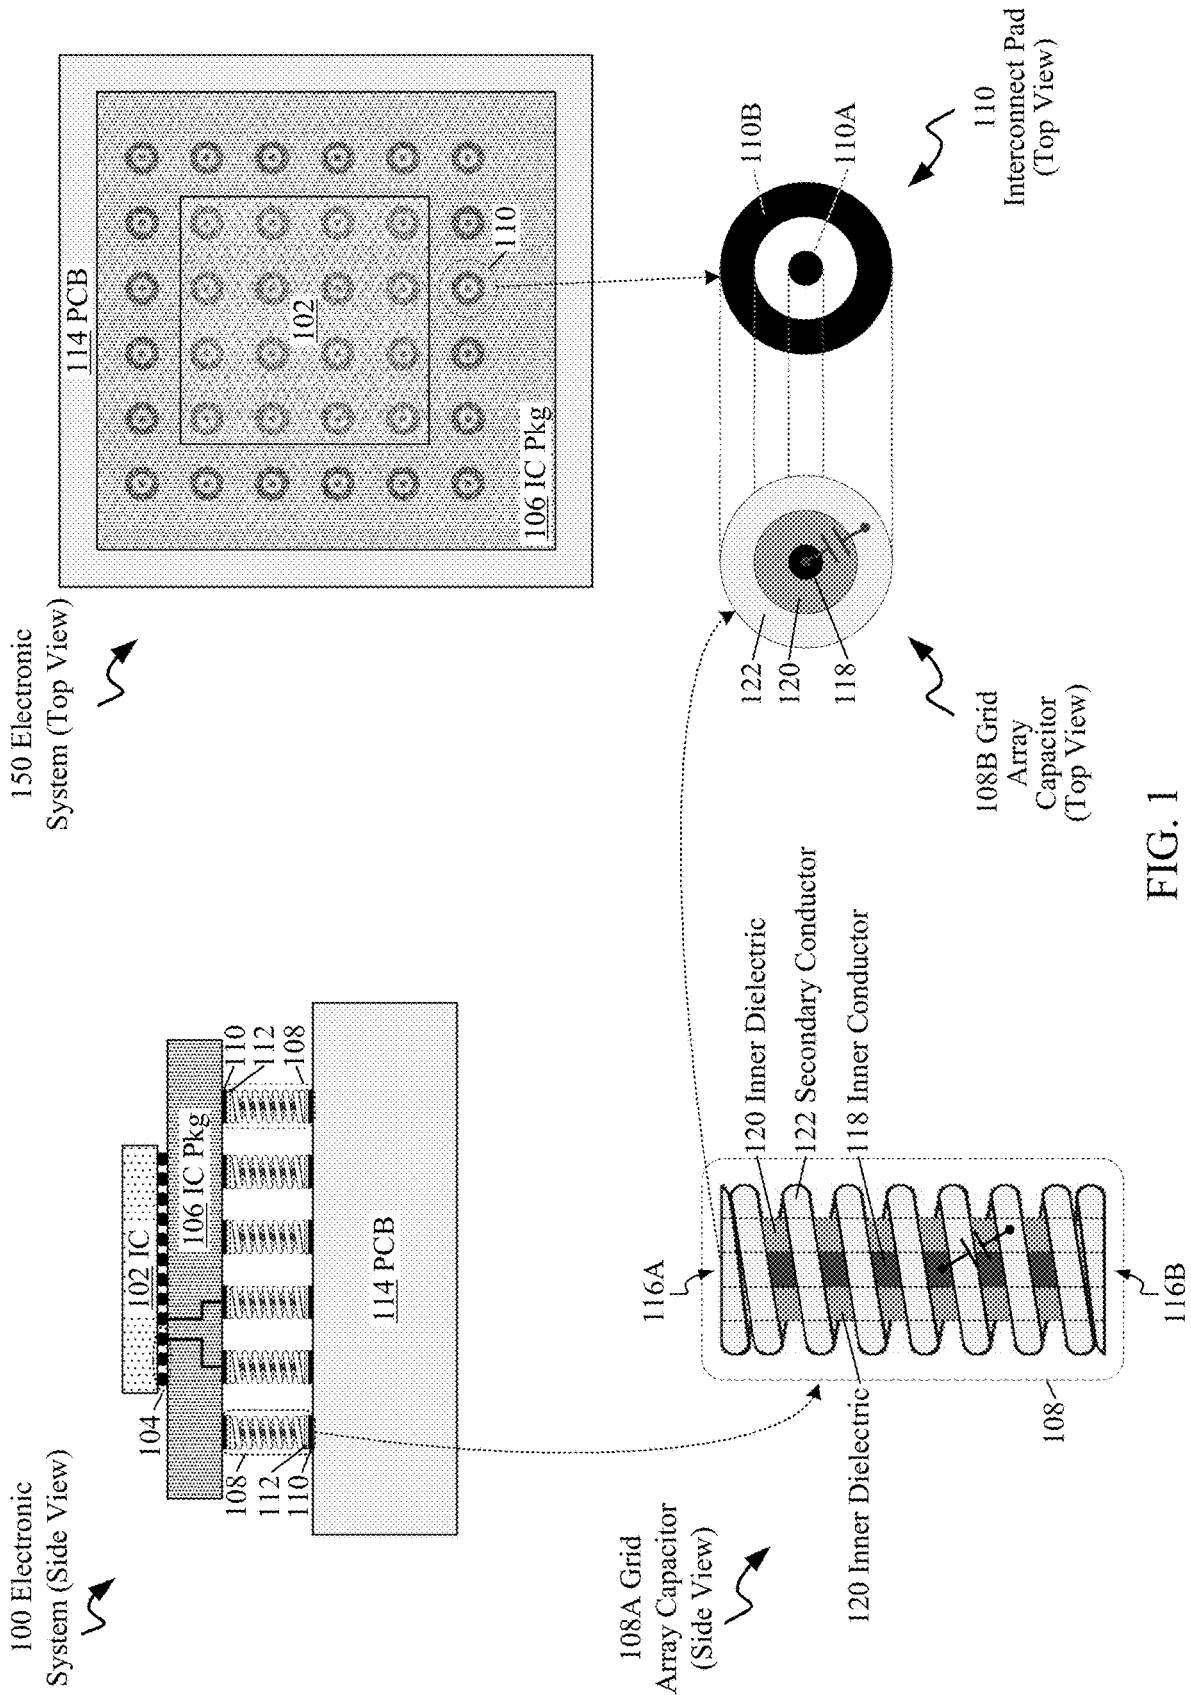 100 Electronic
System (Side View)
102 IC
104
106 IC Pkg
110
112
108
108
112
110
114 PCB
150 Electronic
System (Top View)
114 PCB
102
110
106 IC Pkg
108A Grid
Array Capacitor
(Side View)
116A
120 Inner Dielectric
122 Secondary Conductor
118 Inner Conductor
120 Inner Dielectric
108
116B
122
120
118
108B Grid
Array
Capacitor
(Top View)
110B
110A
110
Interconnect Pad
(Top View)
FIG. 1